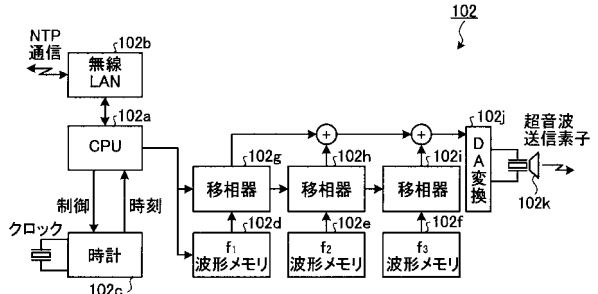 102
NTP
通信
102b
無線
LAN
102a
CPU
制御
時刻
クロック
時計
102c
102g
移相器
102h
移相器
102i
移相器
102d
f1
波形メモリ
102e
f2
波形メモリ
102f
f3
波形メモリ
+
+
102j
DA変換
超音波
送信素子
102k